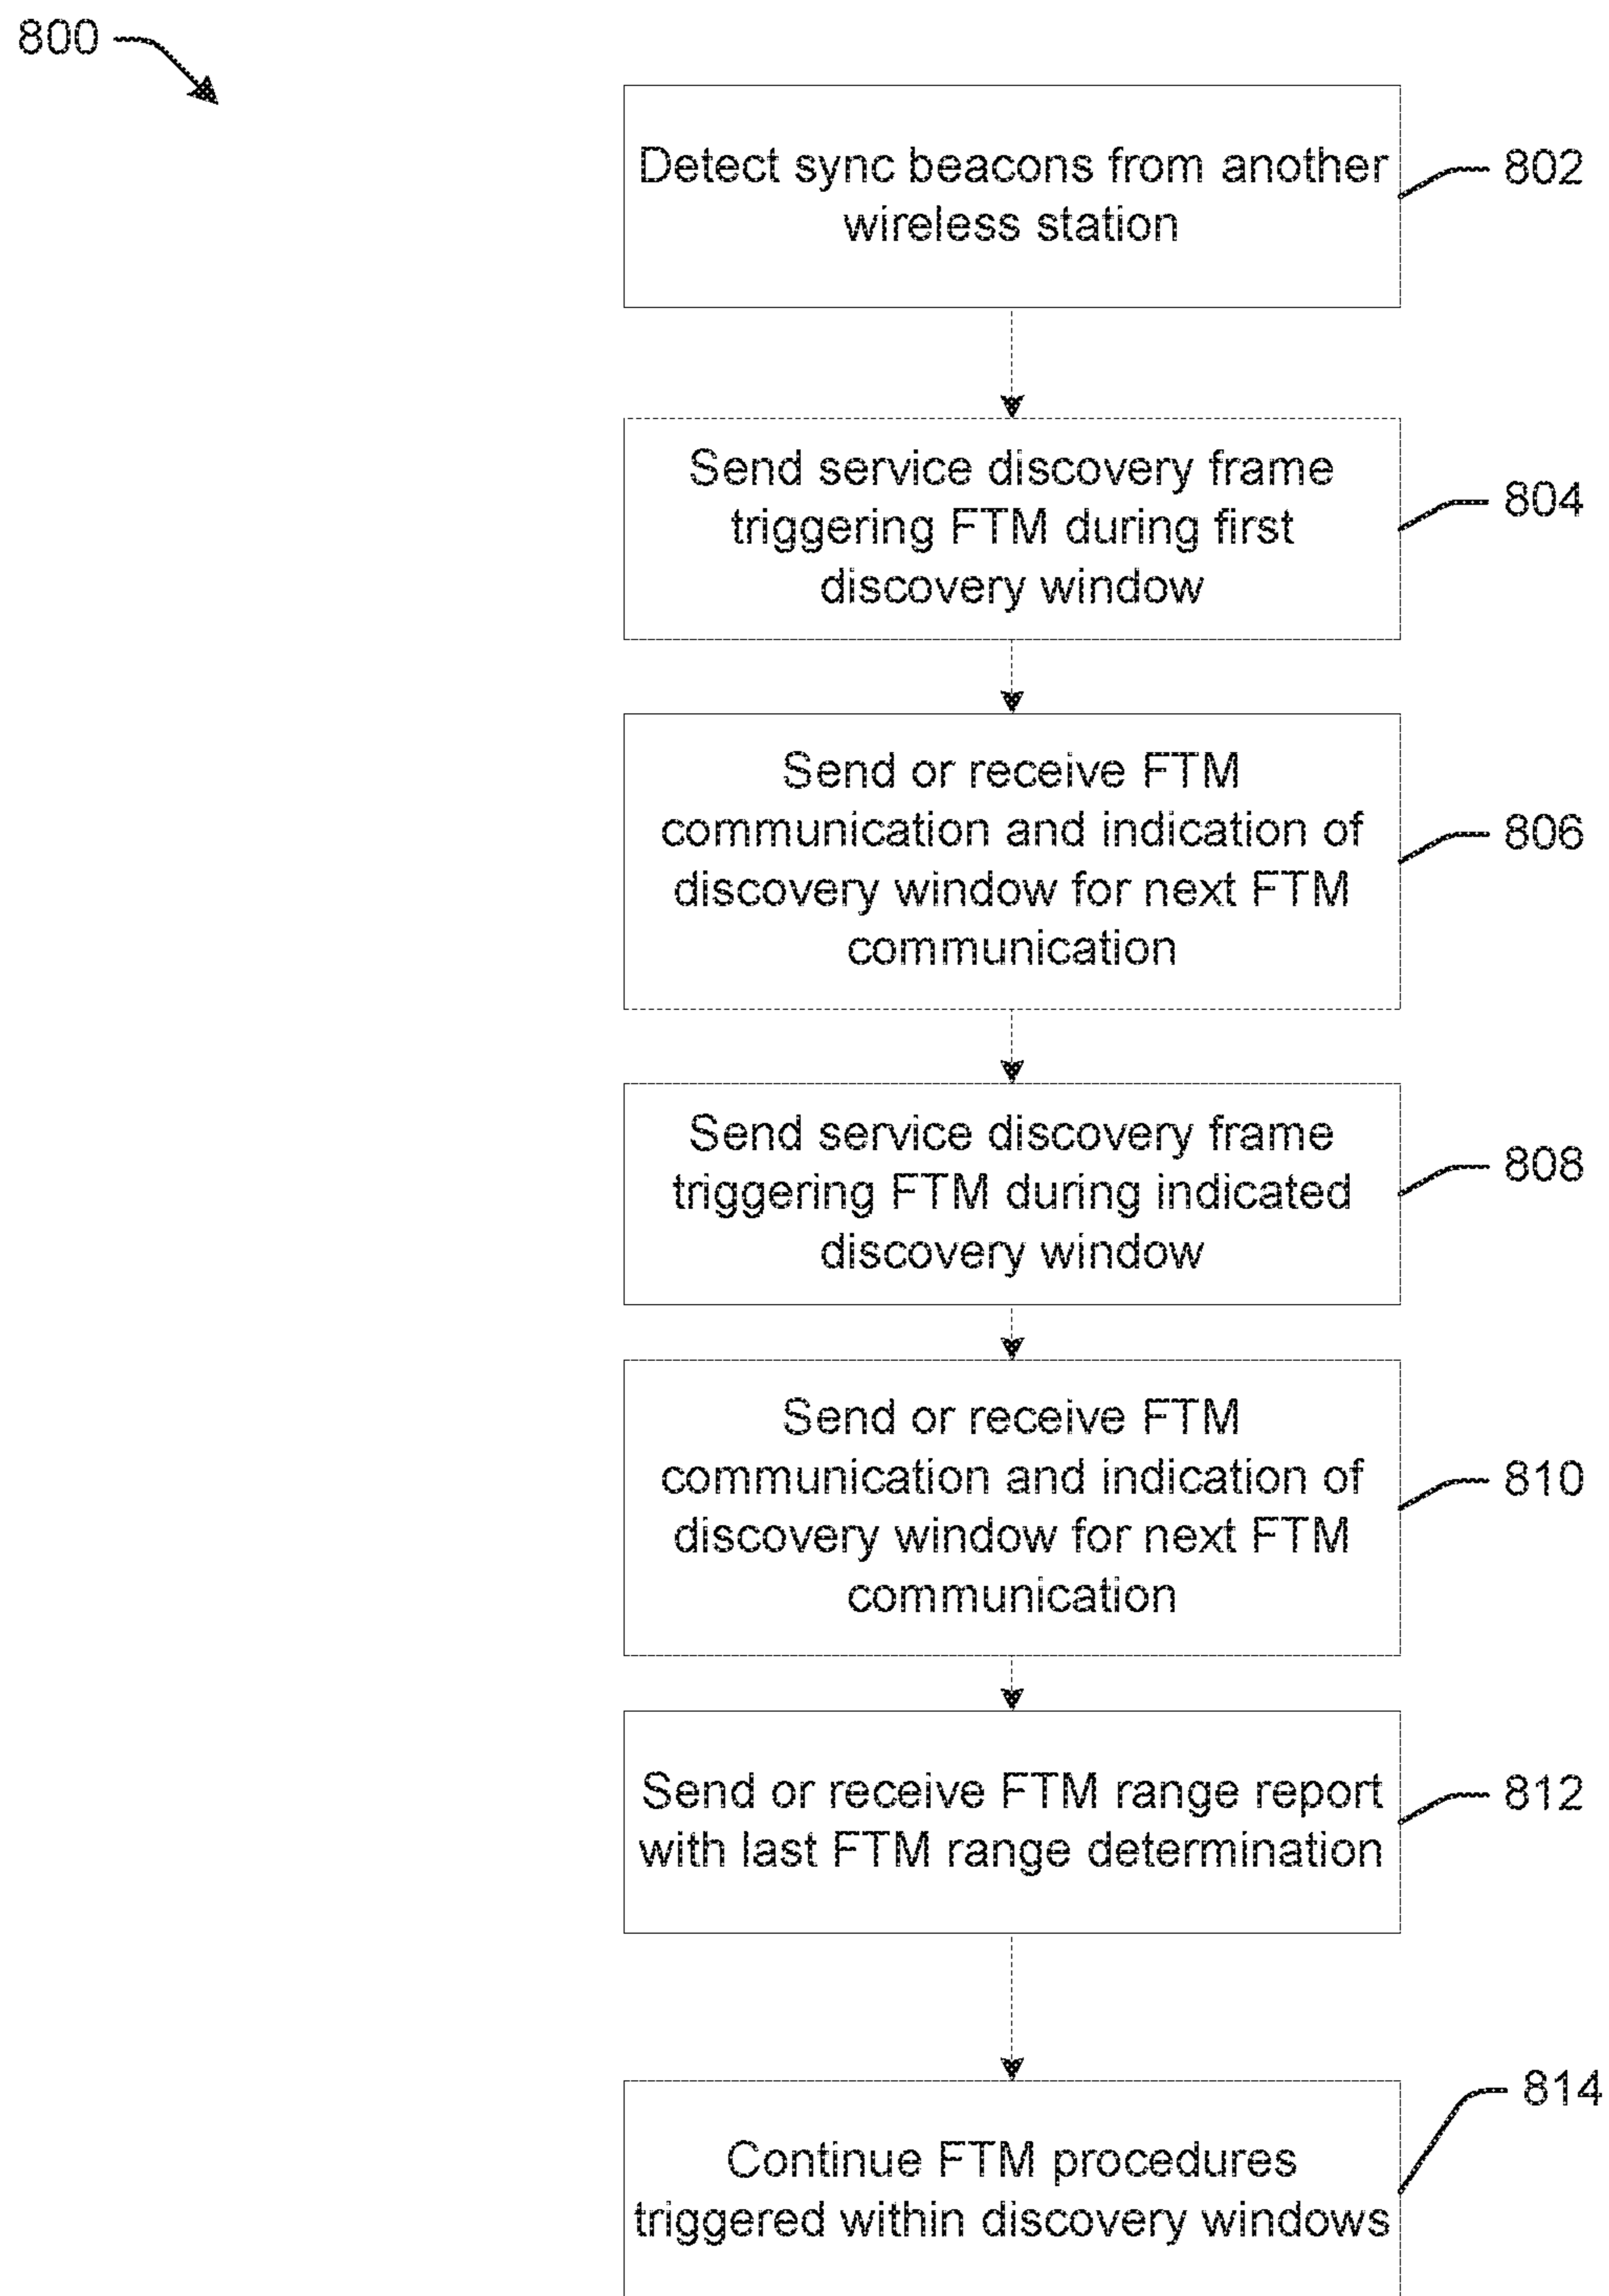 800
Detect sync beacons from another
wireless station
802
Send service discovery frame
triggering FTM during first
discovery window
804
Send or receive FTM
communication and indication of
discovery window for next FTM
communication
806
Send service discovery frame
triggering FTM during indicated
discovery window
808
Send or receive FTM
communication and indication of
discovery window for next FTM
communication
810
Send or receive FTM range report
with last FTM range determination
812
Continue FTM procedures
triggered within discovery windows
814